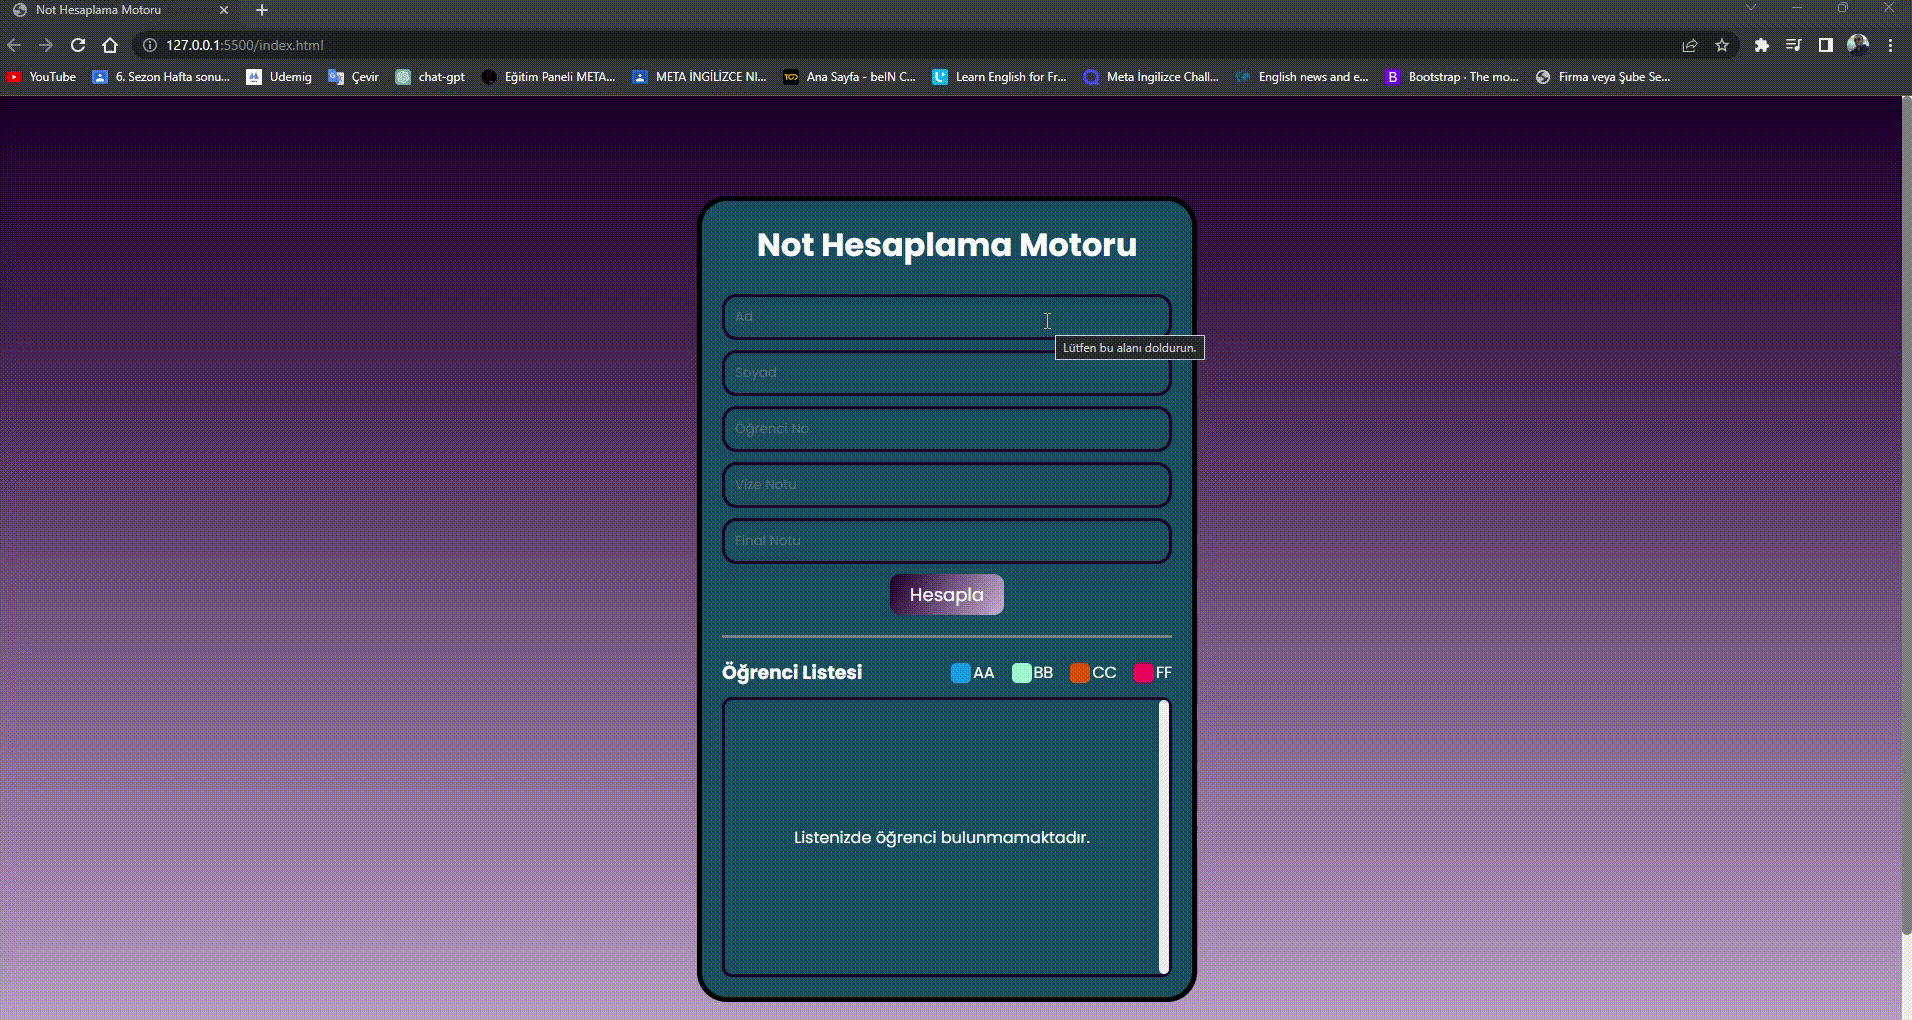 Not Hesaplama Motoru
127.0.0.1:5500/index.html
YouTube 6. Sezon Hafta sonu... Udemig Çevir chat-gpt Eğitim Paneli META... META İNGİLİZCE NI... Ana Sayfa - beIN C... Learn English for Fr... Meta İngilizce Chall... English news and e... Bootstrap · The mo... Firma veya Şube Se...
Not Hesaplama Motoru
Ad
Lütfen bu alanı doldurun.
Soyad
Öğrenci No
Vize Notu
Final Notu
Hesapla
Öğrenci Listesi AA BB CC FF
Listenizde öğrenci bulunmamaktadır.